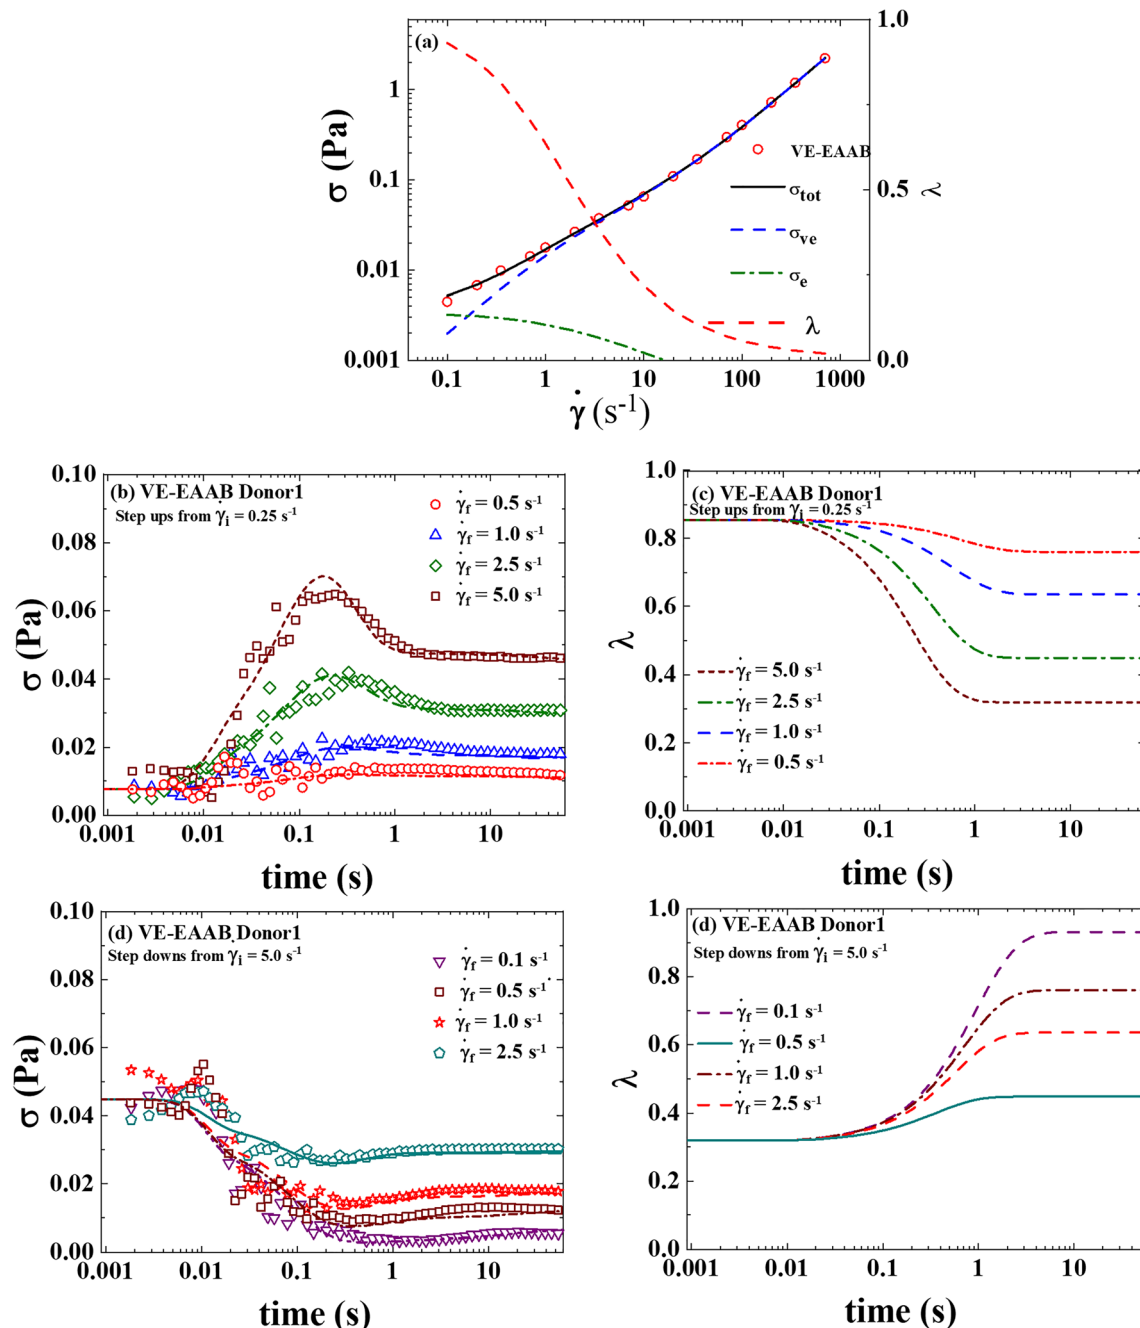 (a)
σ (Pa)
1
0.1
0.01
0.001
1.0
0.5
0.0
λ
VE-EAAB
σtot
σve
σe
λ
0.1 1 10 100 1000
γ̇ (s-1)
(b) VE-EAAB Donor1
Step ups from γ̇i = 0.25 s-1
γ̇f = 0.5 s-1
γ̇f = 1.0 s-1
γ̇f = 2.5 s-1
γ̇f = 5.0 s-1
σ (Pa)
0.10
0.08
0.06
0.04
0.02
0.00
0.001 0.01 0.1 1 10
time (s)
(c) VE-EAAB Donor1
Step ups from γ̇i = 0.25 s-1
λ
1.0
0.8
0.6
0.4
0.2
0.0
γ̇f = 5.0 s-1
γ̇f = 2.5 s-1
γ̇f = 1.0 s-1
γ̇f = 0.5 s-1
0.001 0.01 0.1 1 10
time (s)
(d) VE-EAAB Donor1
Step downs from γ̇i = 5.0 s-1
γ̇f = 0.1 s-1
γ̇f = 0.5 s-1
γ̇f = 1.0 s-1
γ̇f = 2.5 s-1
σ (Pa)
0.10
0.08
0.06
0.04
0.02
0.00
0.001 0.01 0.1 1 10
time (s)
(d) VE-EAAB Donor1
Step downs from γ̇i = 5.0 s-1
λ
1.0
0.8
0.6
0.4
0.2
0.0
γ̇f = 0.1 s-1
γ̇f = 0.5 s-1
γ̇f = 1.0 s-1
γ̇f = 2.5 s-1
0.001 0.01 0.1 1 10
time (s)